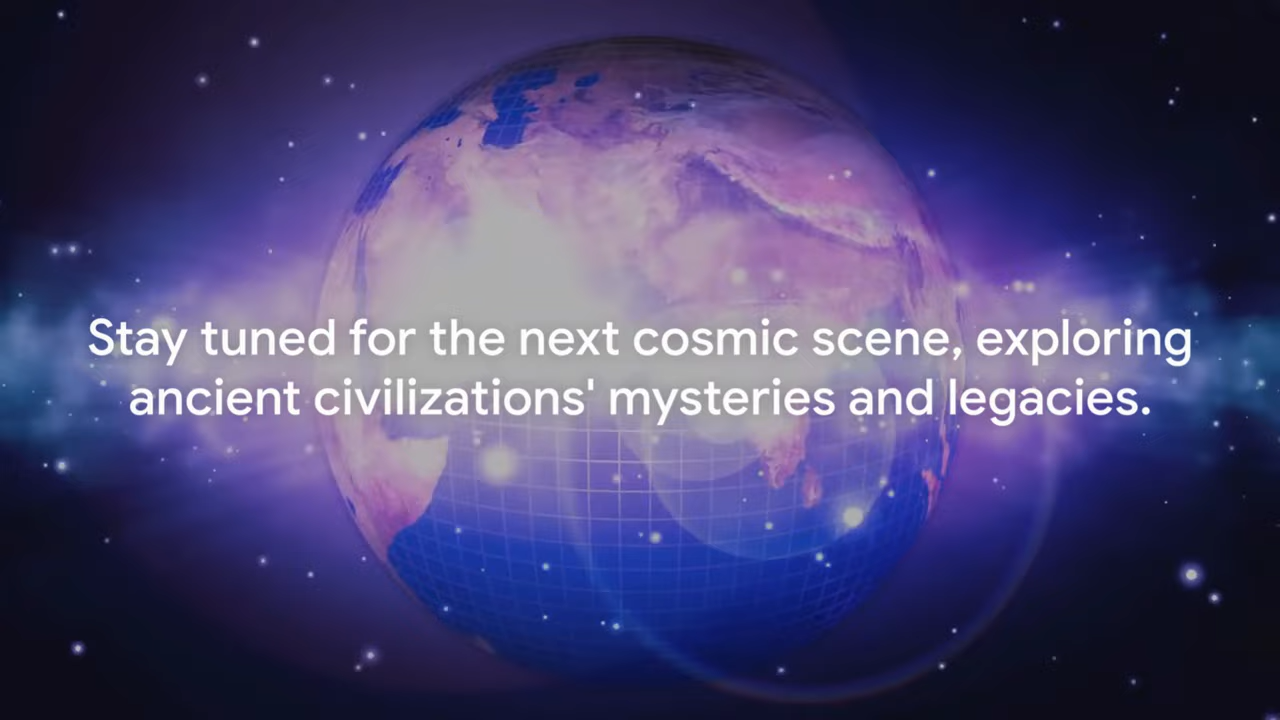 Stay tuned for the next cosmic scene, exploring
ancient civilizations' mysteries and legacies.